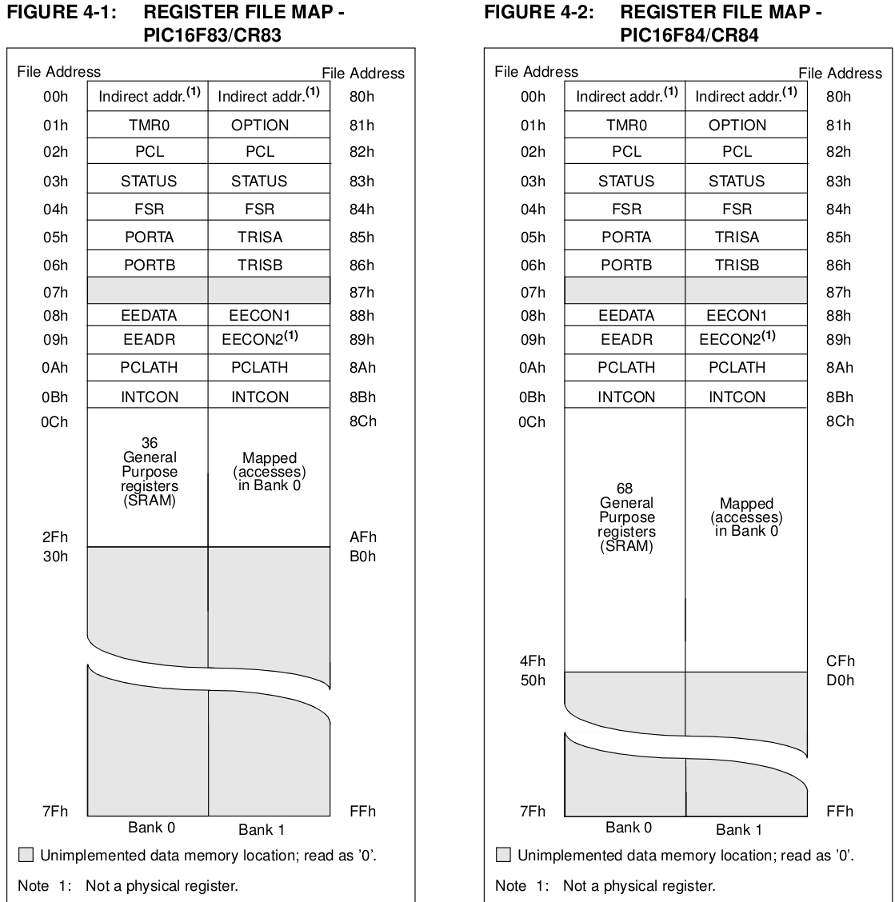 FIGURE 4-1: REGISTER FILE MAP -
PIC16F83/CR83
File Address
File Address
00h Indirect addr.(1) Indirect addr.(1) 80h
01h TMR0 OPTION 81h
02h PCL PCL 82h
03h STATUS STATUS 83h
04h FSR FSR 84h
05h PORTA TRISA 85h
06h PORTB TRISB 86h
07h 87h
08h EEDATA EECON1 88h
09h EEADR EECON2(1) 89h
0Ah PCLATH PCLATH 8Ah
0Bh INTCON INTCON 8Bh
0Ch 8Ch
36
General
Purpose
registers
(SRAM)
Mapped
(accesses)
in Bank 0
2Fh AFh
30h B0h
7Fh FFh
Bank 0 Bank 1
Unimplemented data memory location; read as '0'.
Note 1: Not a physical register.
FIGURE 4-2: REGISTER FILE MAP -
PIC16F84/CR84
File Address
File Address
00h Indirect addr.(1) Indirect addr.(1) 80h
01h TMR0 OPTION 81h
02h PCL PCL 82h
03h STATUS STATUS 83h
04h FSR FSR 84h
05h PORTA TRISA 85h
06h PORTB TRISB 86h
07h 87h
08h EEDATA EECON1 88h
09h EEADR EECON2(1) 89h
0Ah PCLATH PCLATH 8Ah
0Bh INTCON INTCON 8Bh
0Ch 8Ch
68
General
Purpose
registers
(SRAM)
Mapped
(accesses)
in Bank 0
4Fh CFh
50h D0h
7Fh FFh
Bank 0 Bank 1
Unimplemented data memory location; read as '0'.
Note 1: Not a physical register.